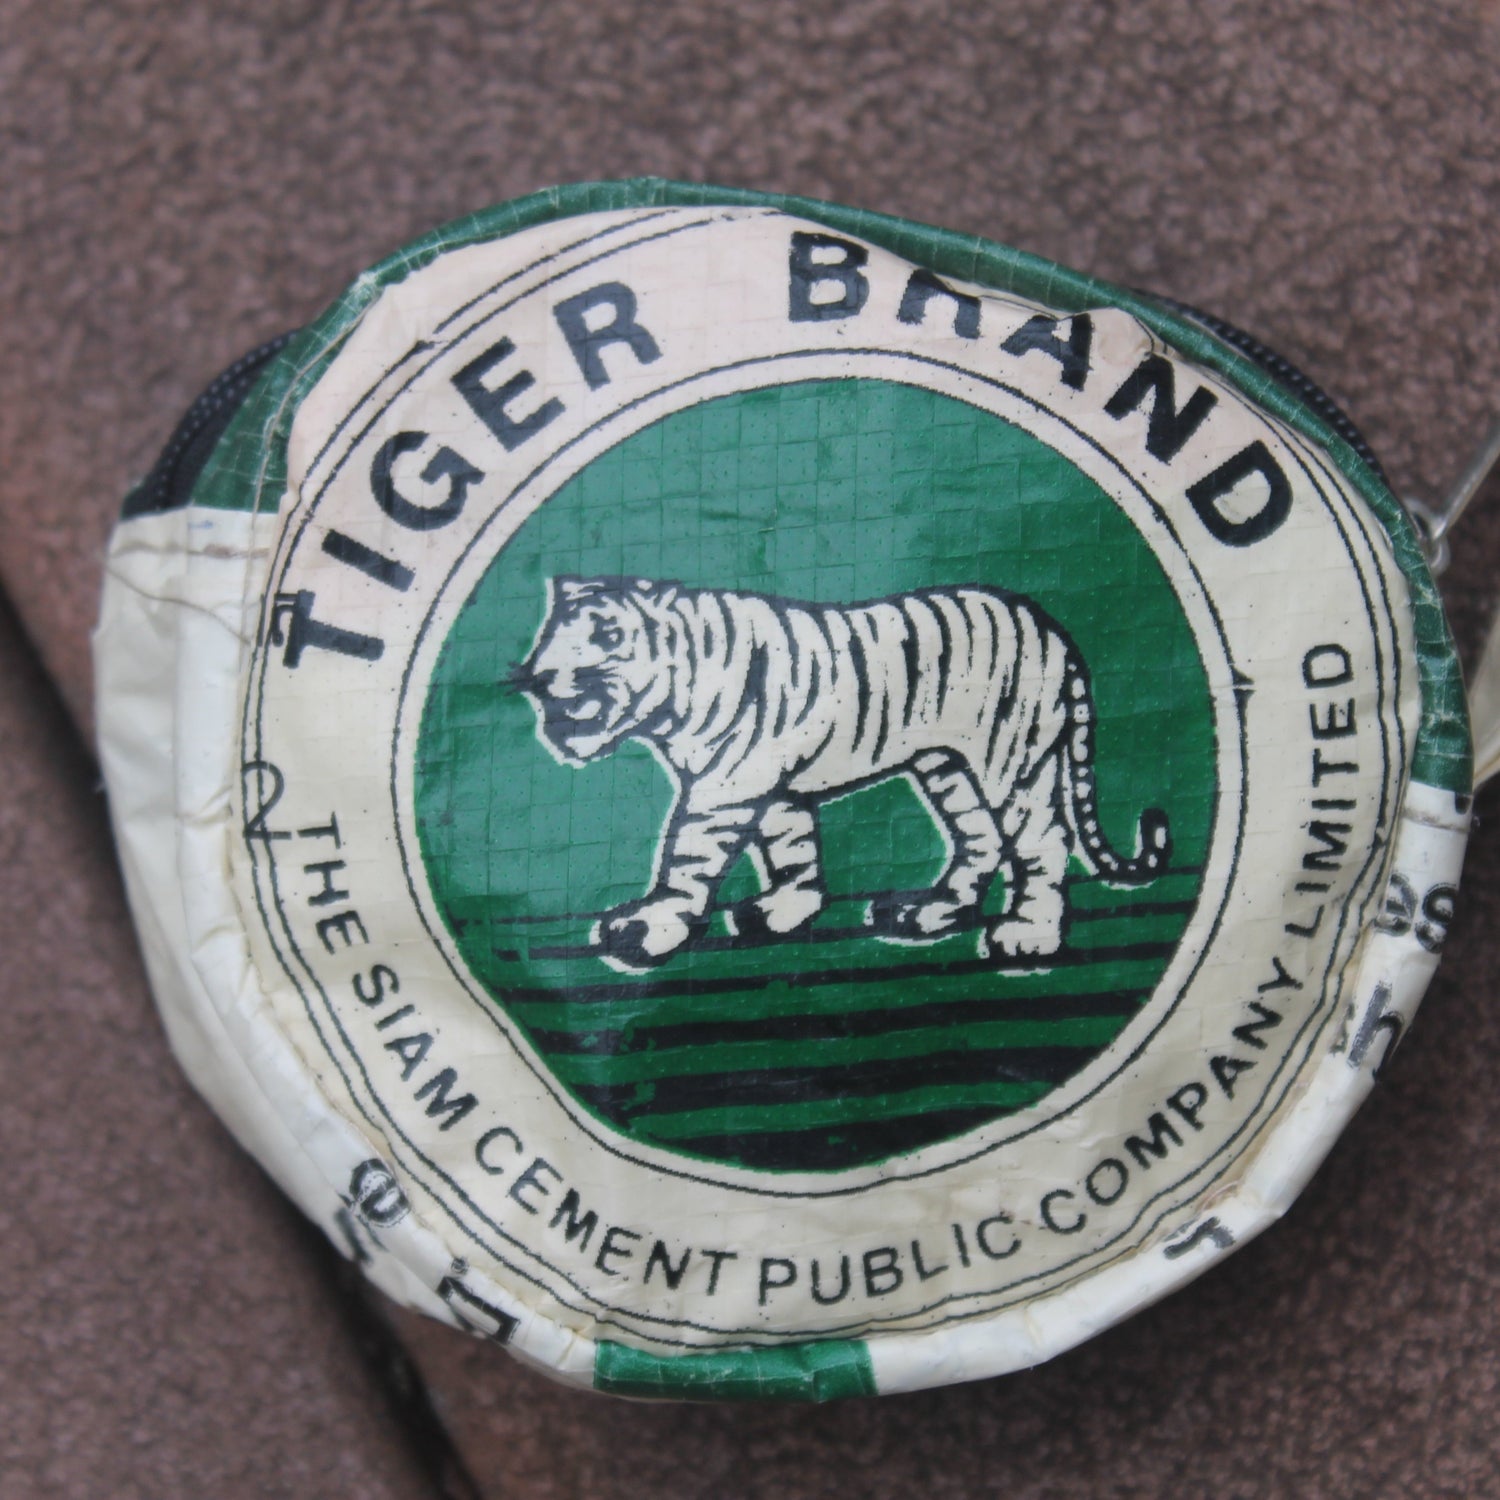 TIGER BRAND
THE SIAM CEMENT PUBLIC COMPANY LIMITED